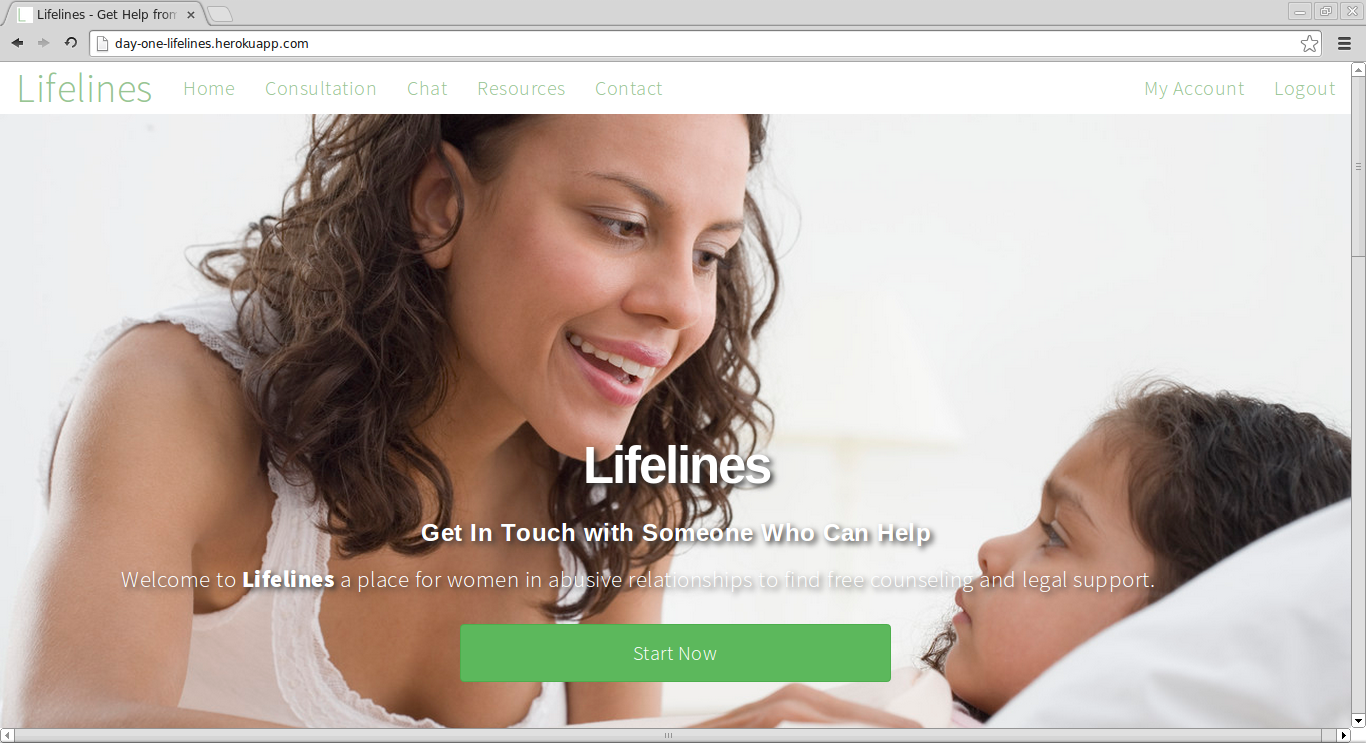 Lifelines - Get Help from
day-one-lifelines.herokuapp.com
Lifelines Home Consultation Chat Resources Contact My Account Logout
Lifelines
Get In Touch with Someone Who Can Help
Welcome to Lifelines a place for women in abusive relationships to find free counseling and legal support.
Start Now